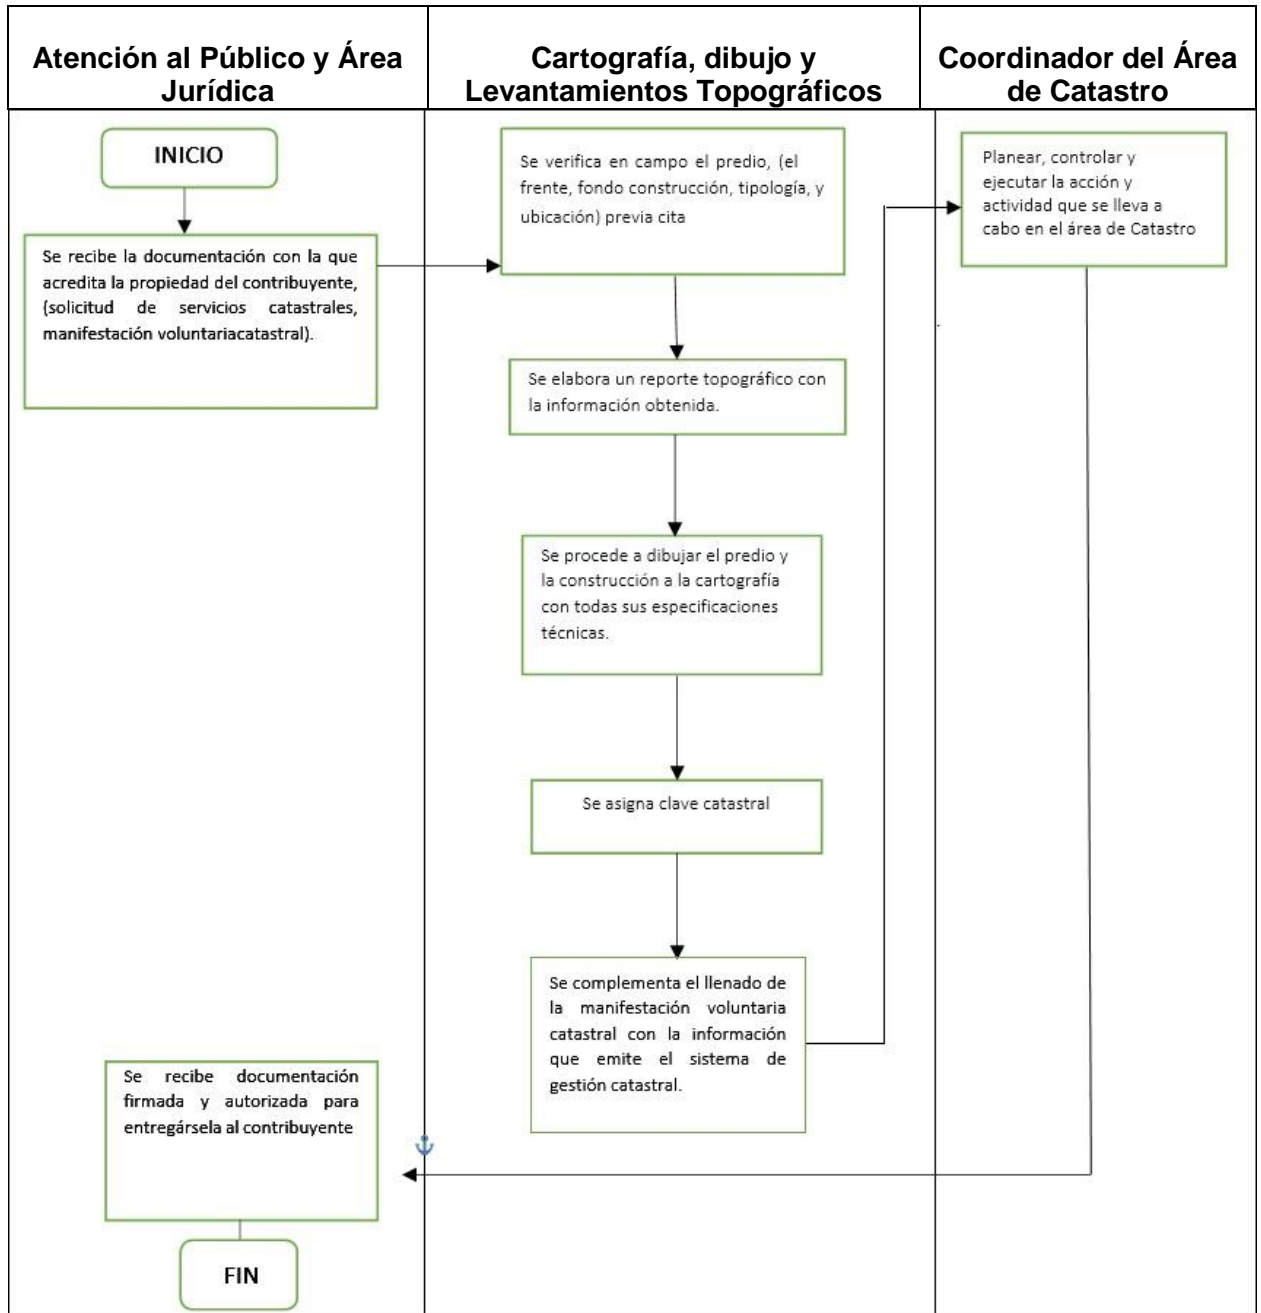 Atención al Público y Área
Jurídica
Cartografía, dibujo y
Levantamientos Topográficos
Coordinador del Área
de Catastro
INICIO
Se recibe la documentación con la que
acredita la propiedad del contribuyente,
(solicitud de servicios catastrales,
manifestación voluntariacatastral).
Se verifica en campo el predio, (el
frente, fondo construcción, tipología, y
ubicación) previa cita
Se elabora un reporte topográfico con
la información obtenida.
Se procede a dibujar el predio y
la construcción a la cartografía
con todas sus especificaciones
técnicas.
Se asigna clave catastral
Se complementa el llenado de
la manifestación voluntaria
catastral con la información
que emite el sistema de
gestión catastral.
Planear, controlar y
ejecutar la acción y
actividad que se lleva a
cabo en el área de Catastro
.
Se recibe documentación
firmada y autorizada para
entregársela al contribuyente
FIN